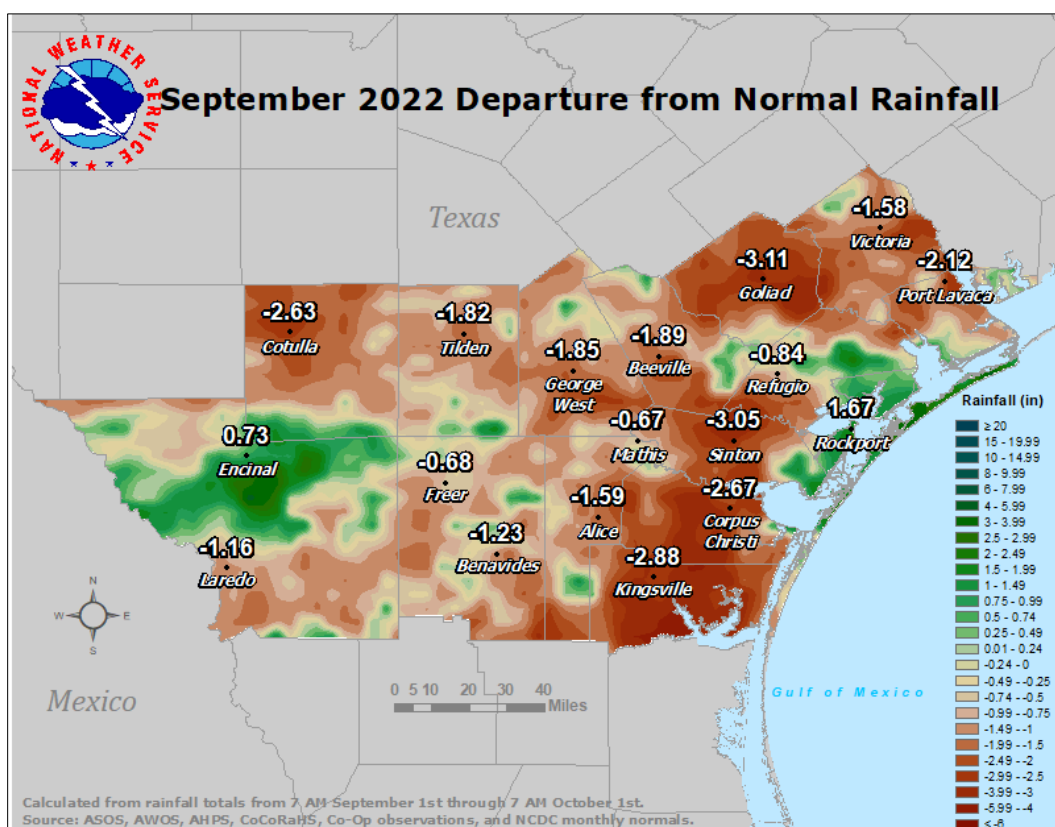 NATIONAL WEATHER SERVICE
September 2022 Departure from Normal Rainfall
Texas
-1.58
Victoria
-3.11
Goliad
-2.12
Port Lavaca
-2.63
Cotulla
-1.82
Tilden
-1.89
Beeville
-1.85
George
West
-0.84
Refugio
1.67
Rockport
0.73
Encinal
-0.67
Mathis
-3.05
Sinton
-0.68
Freer
-1.59
Alice
-2.67
Corpus
Christi
-1.23
Benavides
-1.16
Laredo
-2.88
Kingsville
N
W E
S
Mexico
0 5 10 20 30 40
Miles
Gulf of Mexico
Rainfall (in)
≥ 20
15 - 19.99
10 - 14.99
8 - 9.99
6 - 7.99
4 - 5.99
3 - 3.99
2.5 - 2.99
2 - 2.49
1.5 - 1.99
1 - 1.49
0.75 - 0.99
0.5 - 0.74
0.25 - 0.49
0.01 - 0.24
-0.24 - 0
-0.49 - -0.25
-0.74 - -0.5
-0.99 - -0.75
-1.49 - -1
-1.99 - -1.5
-2.49 - -2
-2.99 - -2.5
-3.99 - -3
-5.99 - -4
< -6
Calculated from rainfall totals from 7 AM September 1st through 7 AM October 1st.
Source: ASOS, AWOS, AHPS, CoCoRaHS, Co-Op observations, and NCDC monthly normals.